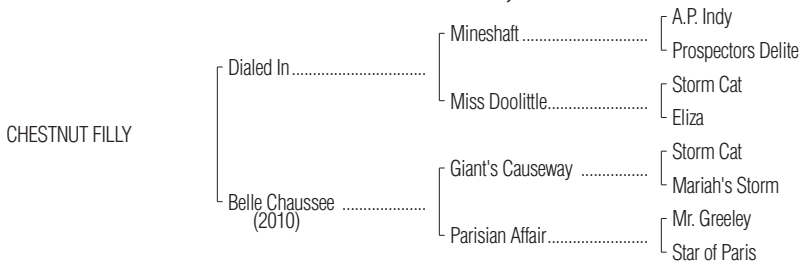 A.P. Indy
Mineshaft ..............................
Prospectors Delite
Dialed In................................
Storm Cat
Miss Doolittle........................
Eliza
CHESTNUT FILLY
Storm Cat
Giant's Causeway ................
Mariah's Storm
Belle Chaussee ....................
(2010)
Mr. Greeley
Parisian Affair........................
Star of Paris